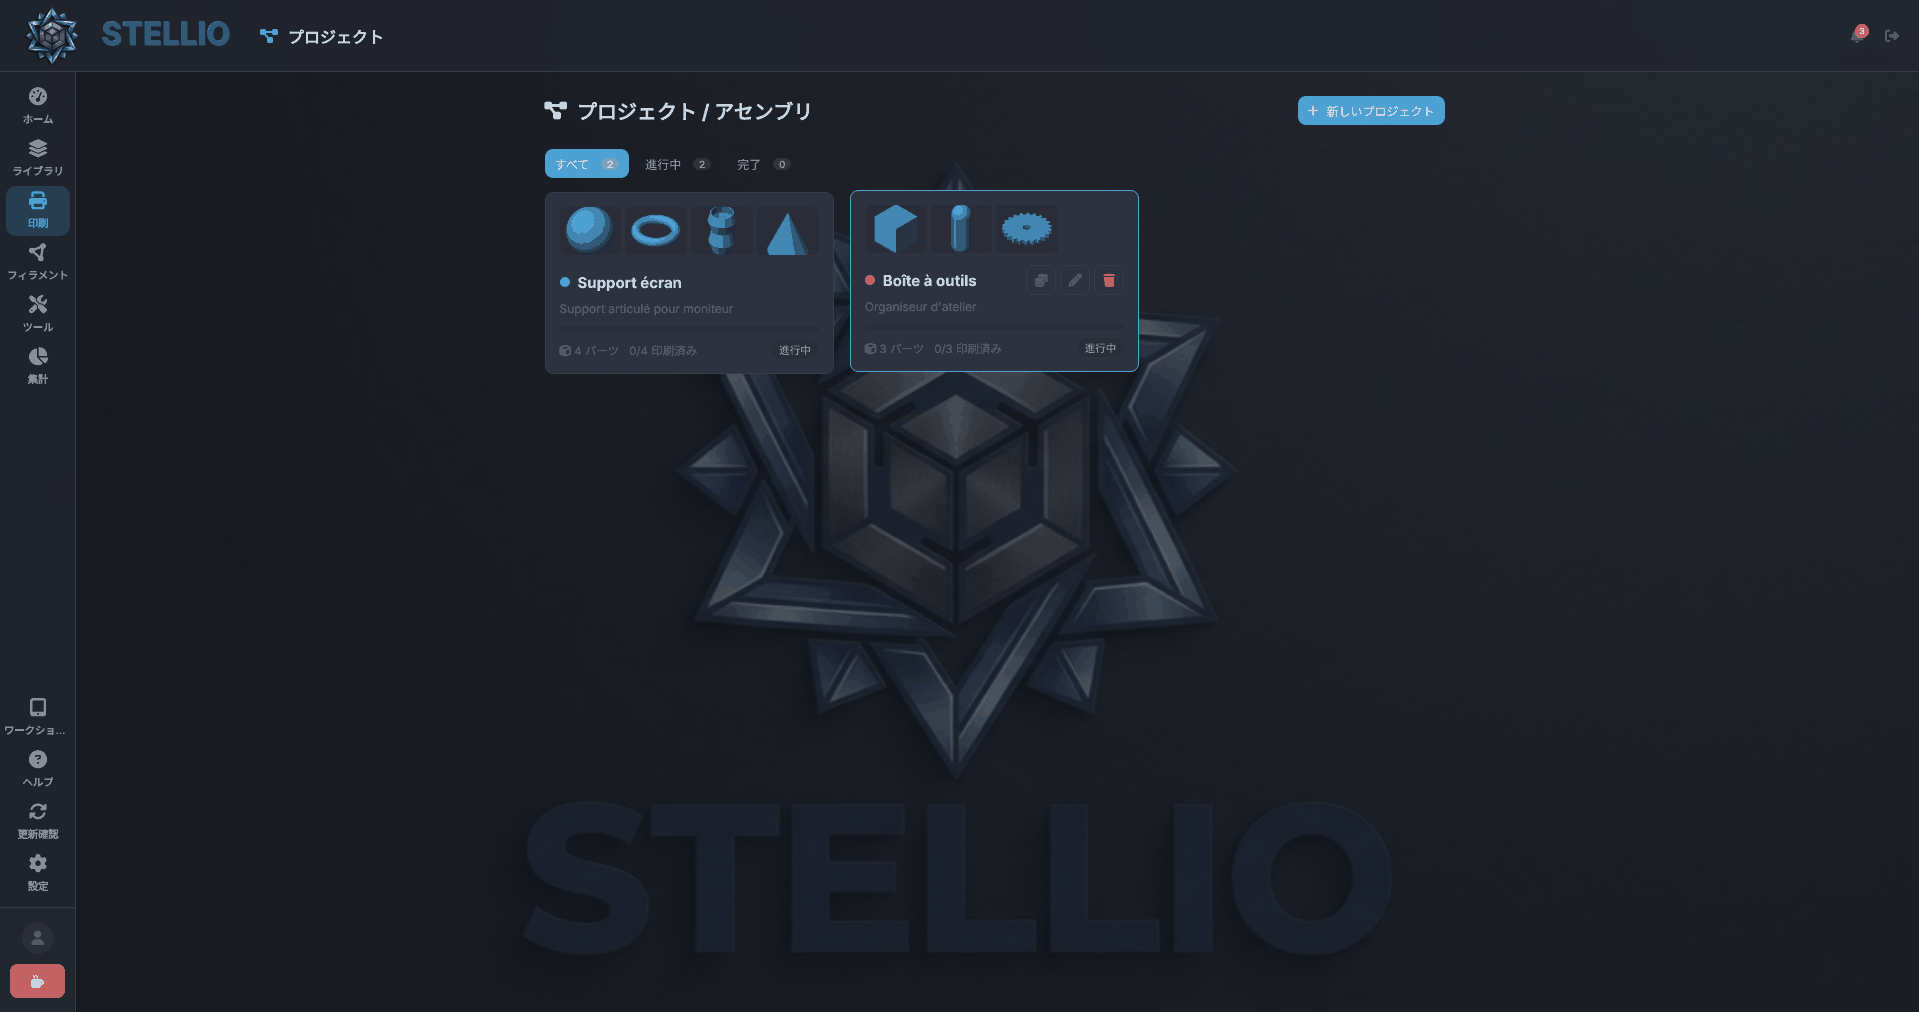 STELLIO
プロジェクト
3
ホーム
ライブラリ
印刷
フィラメント
ツール
集計
ワークショ...
ヘルプ
更新確認
設定
プロジェクト / アセンブリ
+ 新しいプロジェクト
すべて 2 進行中 2 完了 0
Support écran
Support articulé pour moniteur
4 パーツ 0/4 印刷済み 進行中
Boîte à outils
Organiseur d'atelier
3 パーツ 0/3 印刷済み 進行中
STELLIO